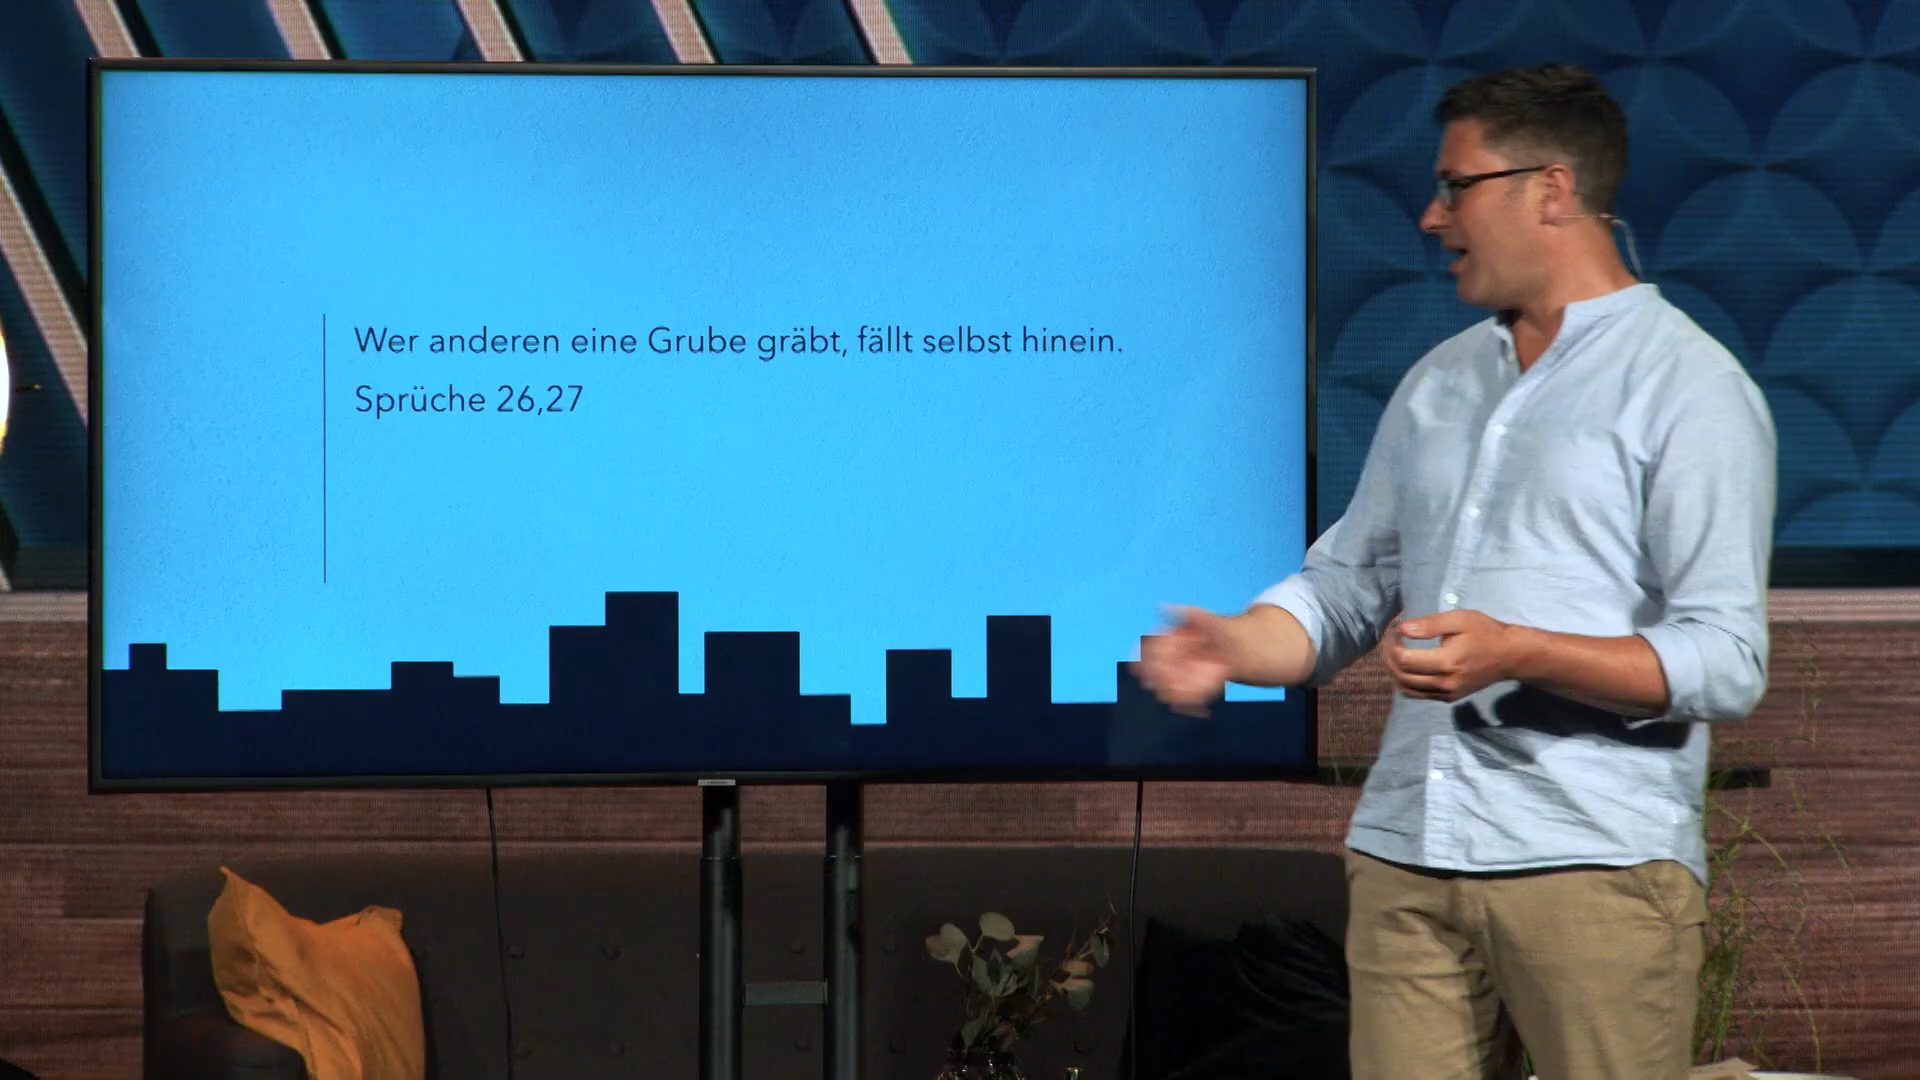 Wer anderen eine Grube gräbt, fällt selbst hinein.
Sprüche 26,27